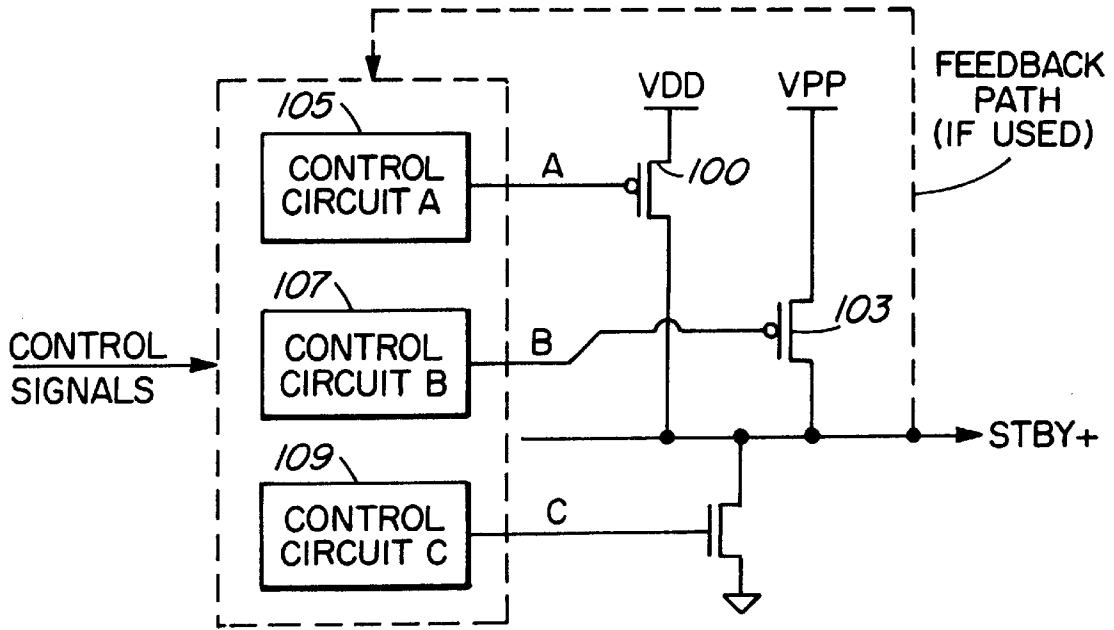 FEEDBACK
PATH
(IF USED)
VDD
VPP
105
CONTROL
CIRCUIT A
A
100
107
CONTROL
CIRCUIT B
B
103
CONTROL
SIGNALS
STBY+
109
CONTROL
CIRCUIT C
C